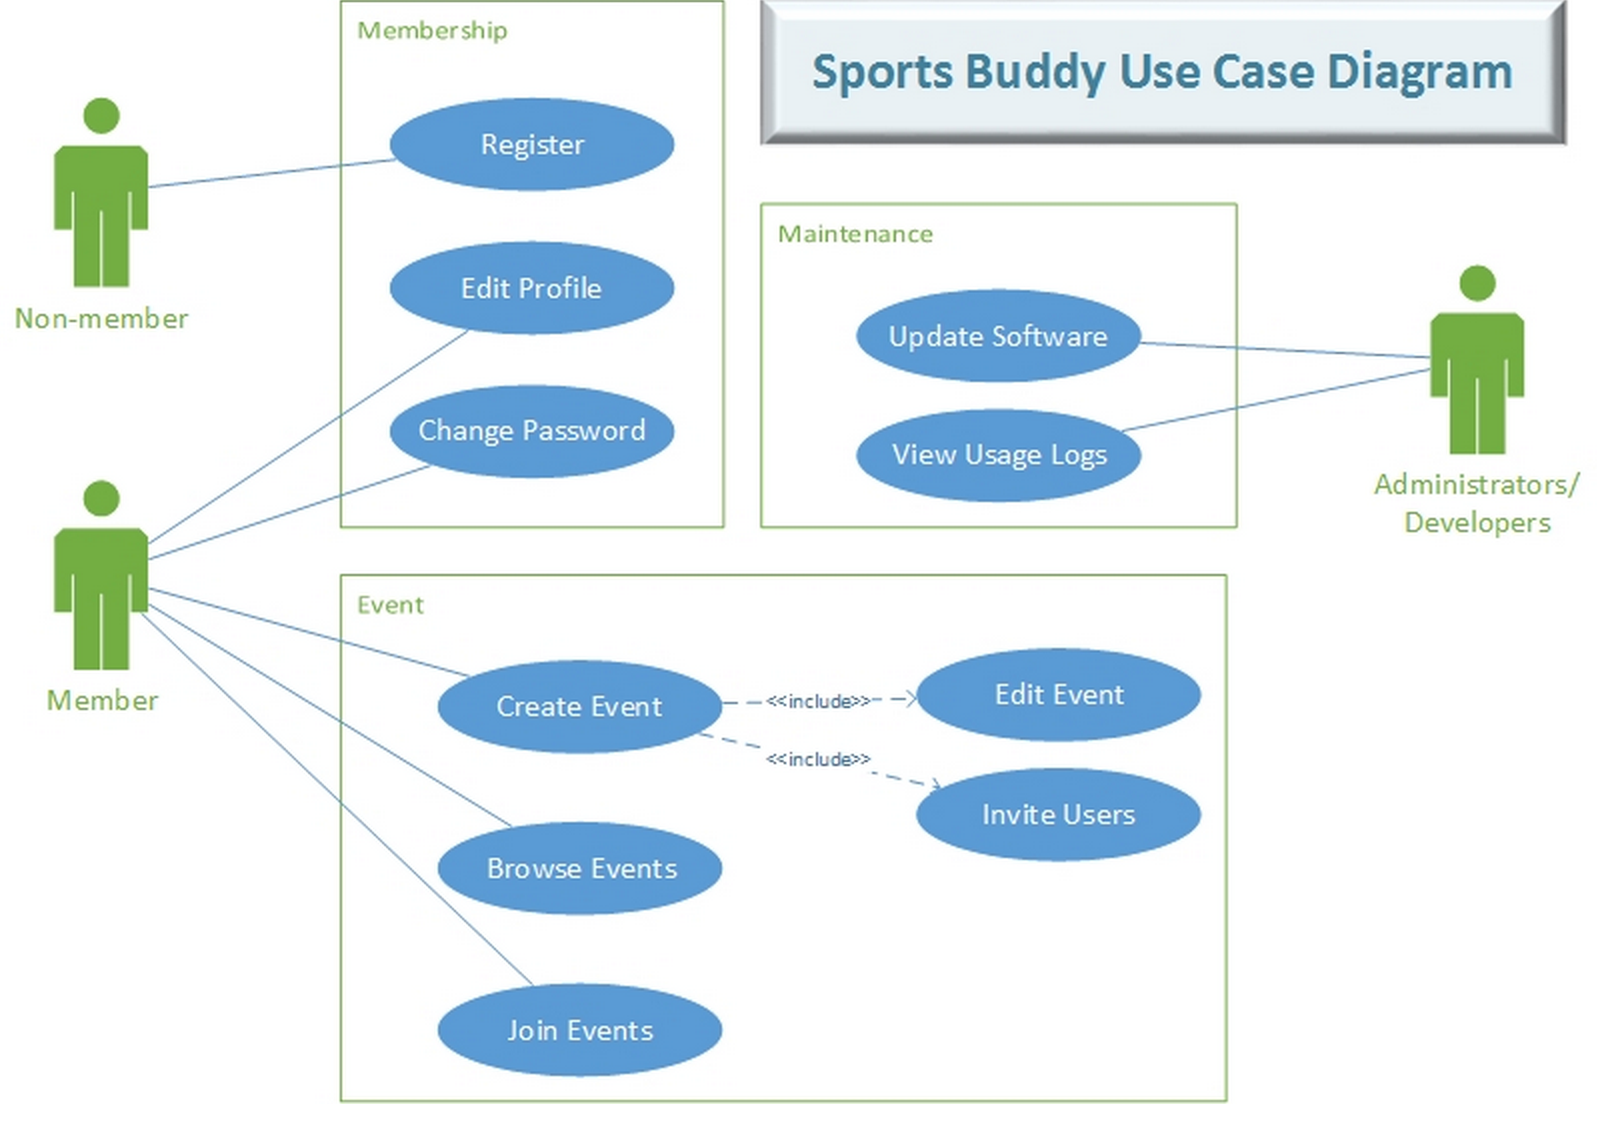 Membership
Sports Buddy Use Case Diagram
Register
Maintenance
Edit Profile
Non-member
Update Software
Change Password
View Usage Logs
Administrators/
Developers
Event
Member
Create Event
<<include>>
Edit Event
<<include>>
Invite Users
Browse Events
Join Events